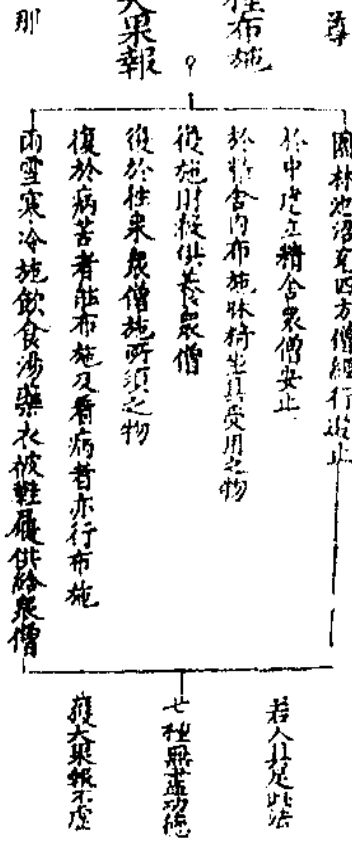 尊
種布施
大果報
那
園林池沼有四方僧經行遊止
於中建立精舍眾僧安止
於精舍內布施牀椅坐具受用之物
復施財穀供養眾僧
復於往來眾僧施所須之物
復於病苦者能布施及看病者亦行布施
雨雪寒冷施飲食湯藥衣被鞋履供給眾僧
若人具足此法
七種無盡功德
獲大果報不虛